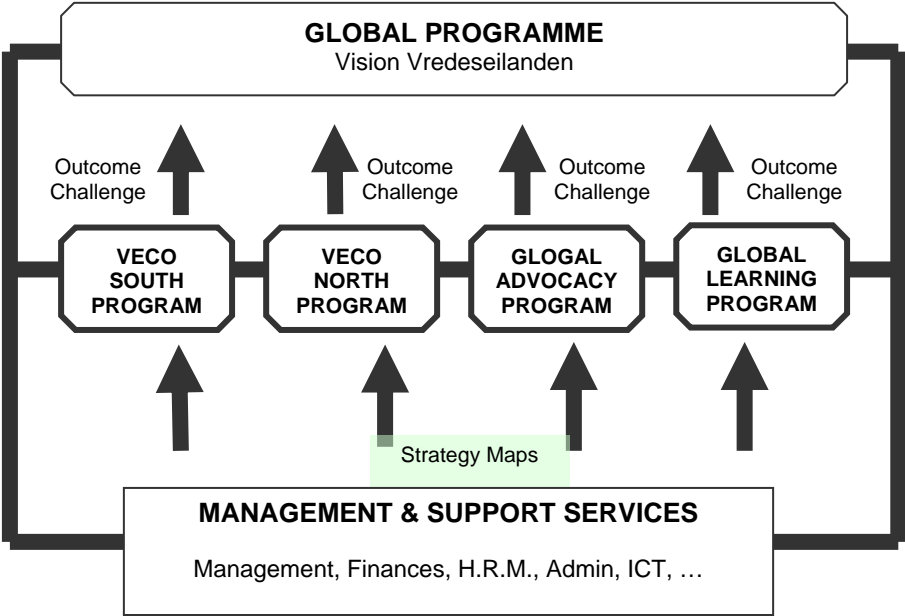 GLOBAL PROGRAMME
Vision Vredeseilanden
Outcome
Challenge
Outcome
Challenge
Outcome
Challenge
Outcome
Challenge
VECO
SOUTH
PROGRAM
VECO
NORTH
PROGRAM
GLOGAL
ADVOCACY
PROGRAM
GLOBAL
LEARNING
PROGRAM
Strategy Maps
MANAGEMENT & SUPPORT SERVICES
Management, Finances, H.R.M., Admin, ICT, …